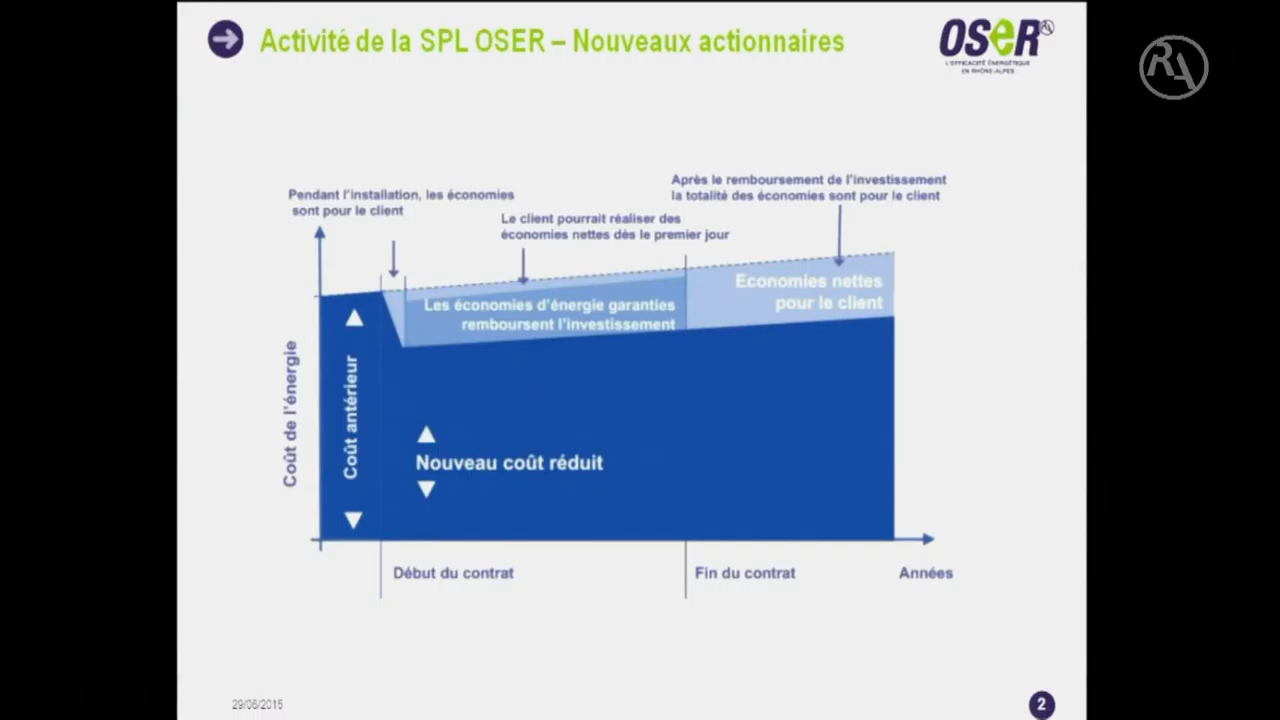 Activité de la SPL OSER – Nouveaux actionnaires
OSER RA
L'EFFICACITÉ ÉNERGÉTIQUE
EN RHÔNE-ALPES
RA
Pendant l'installation, les économies
sont pour le client
Le client pourrait réaliser des
économies nettes dès le premier jour
Après le remboursement de l'investissement
la totalité des économies sont pour le client
Les économies d'énergie garanties
remboursent l'investissement
Economies nettes
pour le client
Coût de l'énergie
Coût antérieur
Nouveau coût réduit
Début du contrat
Fin du contrat
Années
29/06/2015
2